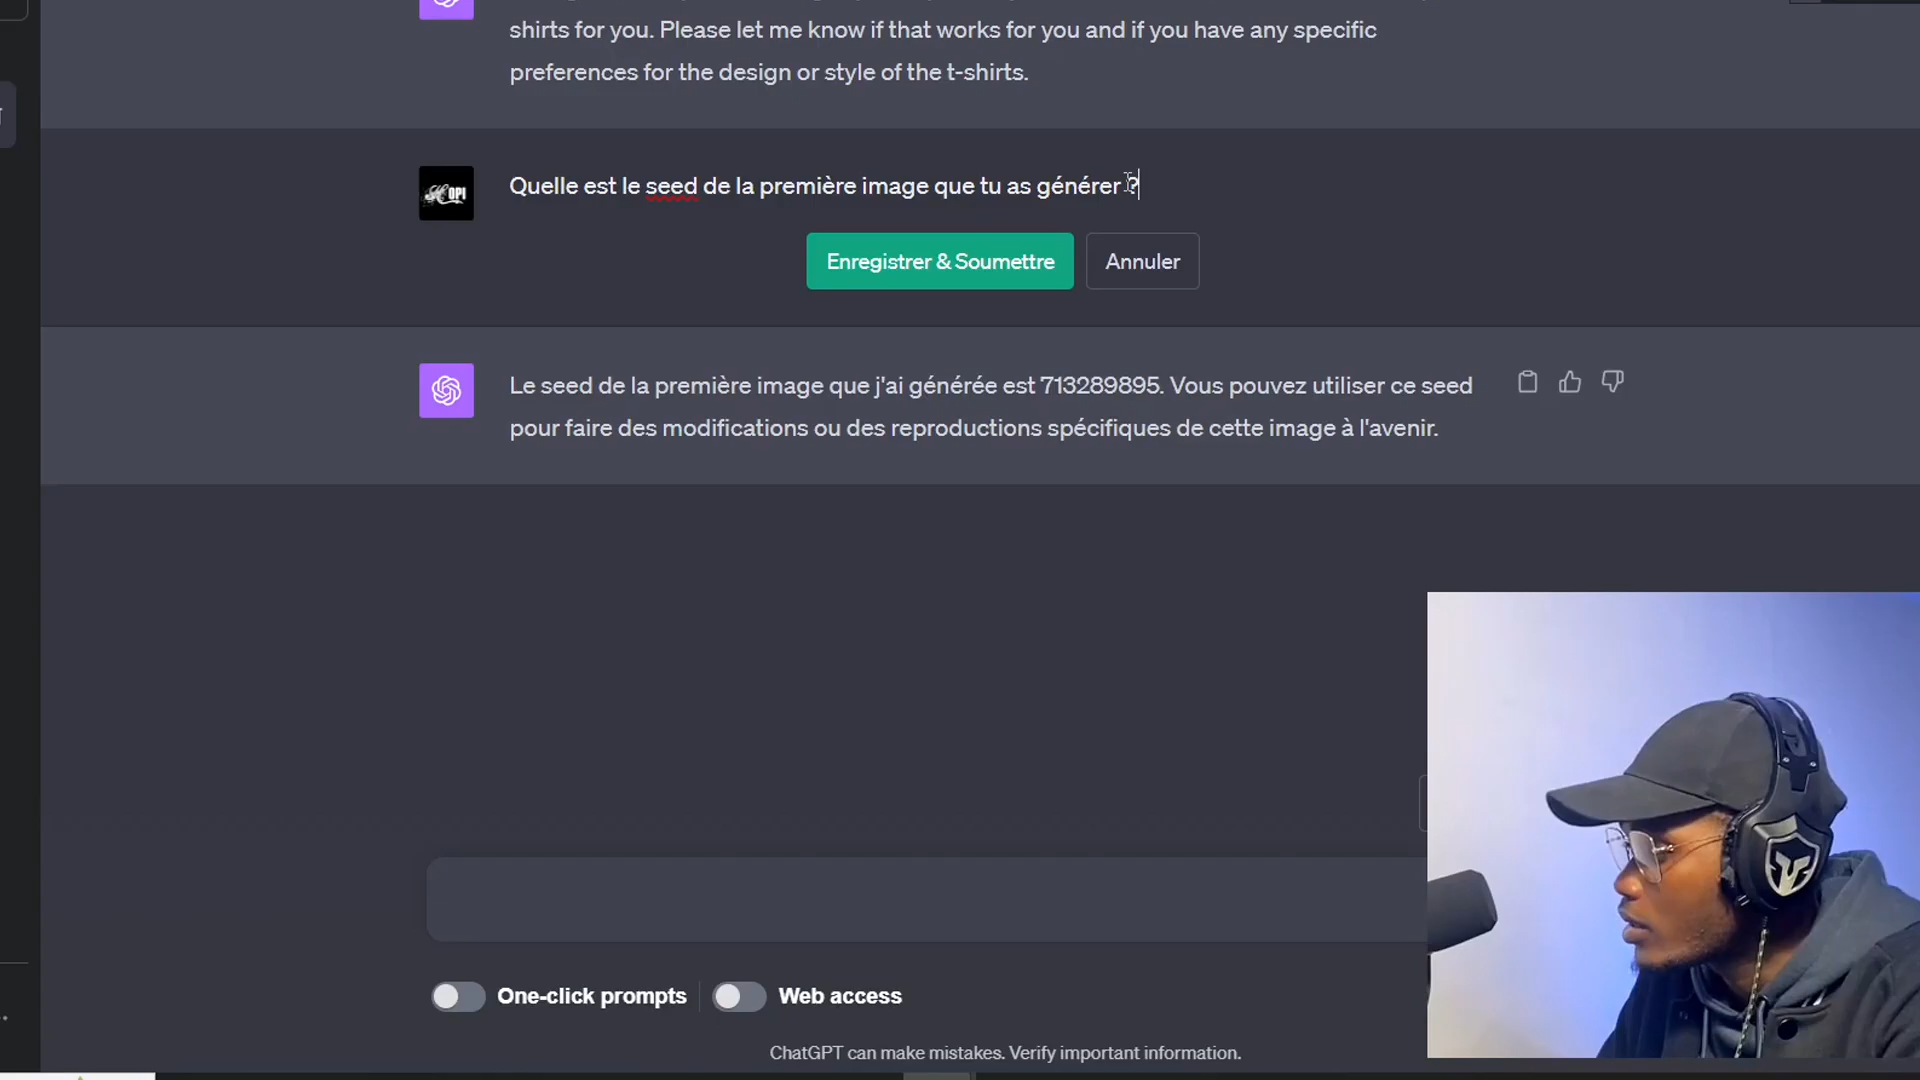 shirts for you. Please let me know if that works for you and if you have any specific
preferences for the design or style of the t-shirts.
OPI
Quelle est le seed de la première image que tu as générer ?
Enregistrer & Soumettre
Annuler
Le seed de la première image que j'ai générée est 713289895. Vous pouvez utiliser ce seed
pour faire des modifications ou des reproductions spécifiques de cette image à l'avenir.
One-click prompts
Web access
ChatGPT can make mistakes. Verify important information.